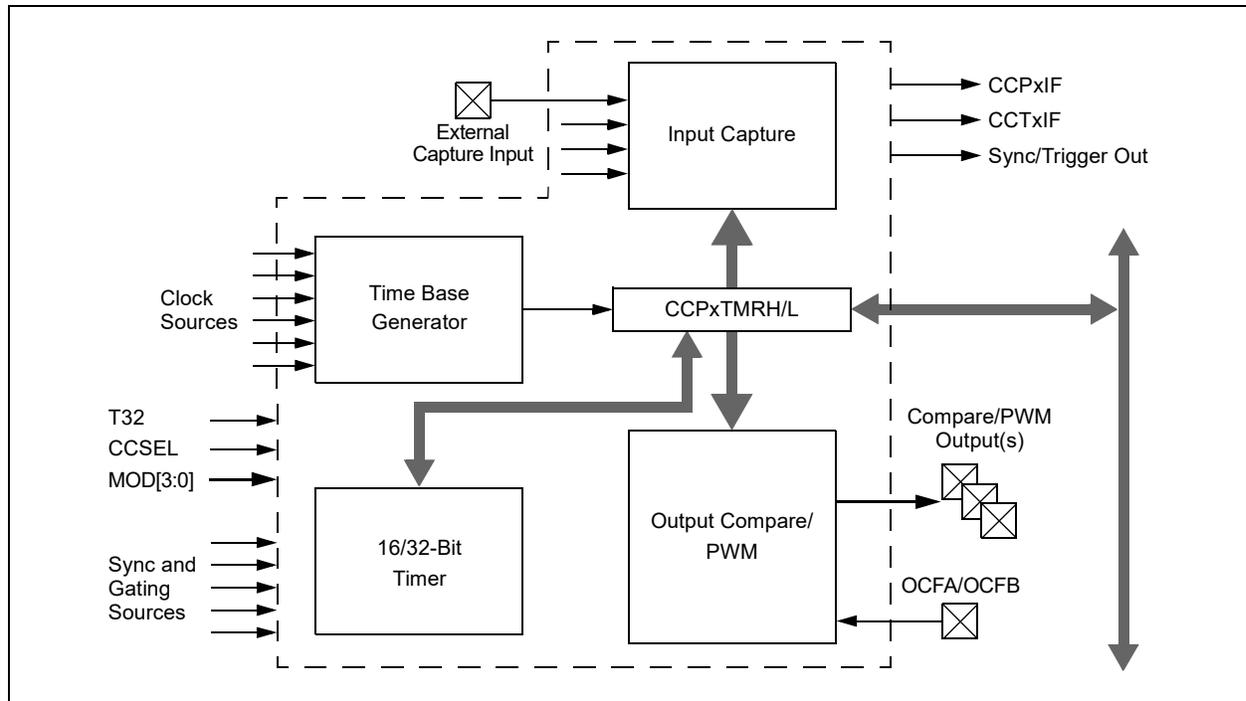 Input Capture
External
Capture Input
CCPxIF
CCTxIF
Sync/Trigger Out
Clock
Sources
Time Base
Generator
CCPxTMRH/L
T32
CCSEL
MOD[3:0]
Sync and
Gating
Sources
16/32-Bit
Timer
Output Compare/
PWM
Compare/PWM
Output(s)
OCFA/OCFB